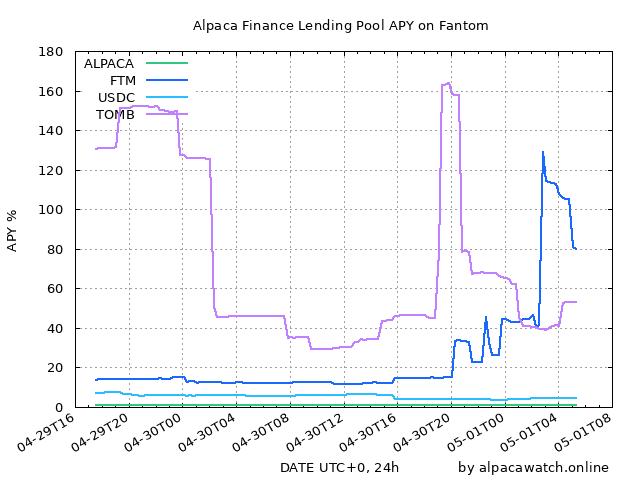 Alpaca Finance Lending Pool APY on Fantom
180
160
140
120
100
80
60
40
20
0
APY %
ALPACA
FTM
USDC
TOMB
04-29T16
04-29T20
04-30T00
04-30T04
04-30T08
04-30T12
04-30T16
04-30T20
05-01T00
05-01T04
05-01T08
DATE UTC+0, 24h
by alpacawatch.online